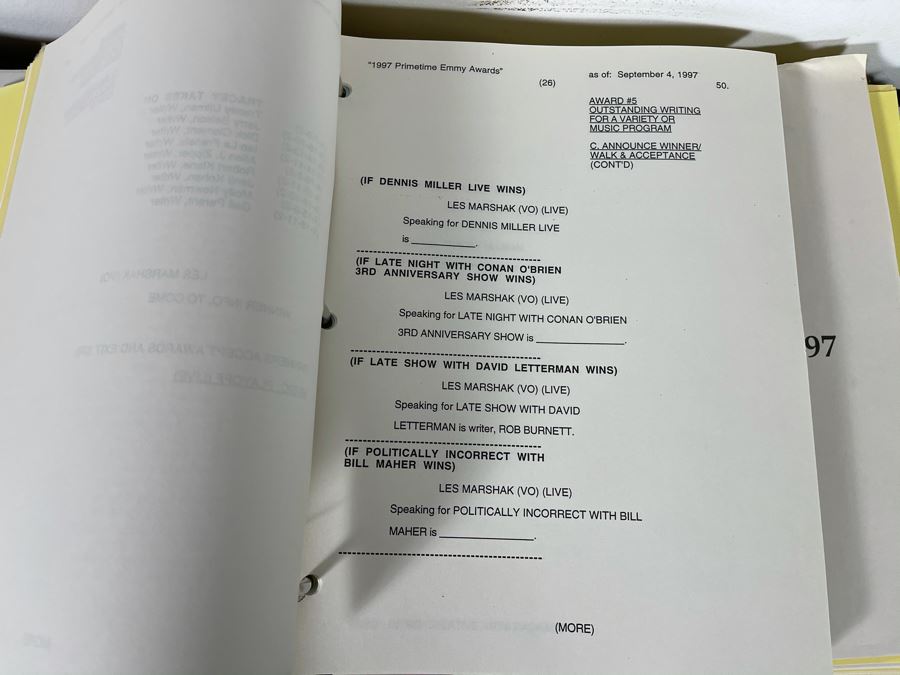 "1997 Primetime Emmy Awards"
(26)
as of: September 4, 1997
50.
AWARD #5
OUTSTANDING WRITING
FOR A VARIETY OR
MUSIC PROGRAM
C. ANNOUNCE WINNER/
WALK & ACCEPTANCE
(CONT'D)
(IF DENNIS MILLER LIVE WINS)
LES MARSHAK (VO) (LIVE)
Speaking for DENNIS MILLER LIVE
is ____________.
(IF LATE NIGHT WITH CONAN O'BRIEN
3RD ANNIVERSARY SHOW WINS)
LES MARSHAK (VO) (LIVE)
Speaking for LATE NIGHT WITH CONAN O'BRIEN
3RD ANNIVERSARY SHOW is ________________.
(IF LATE SHOW WITH DAVID LETTERMAN WINS)
LES MARSHAK (VO) (LIVE)
Speaking for LATE SHOW WITH DAVID
LETTERMAN is writer, ROB BURNETT.
(IF POLITICALLY INCORRECT WITH
BILL MAHER WINS)
LES MARSHAK (VO) (LIVE)
Speaking for POLITICALLY INCORRECT WITH BILL
MAHER is _________________.
(MORE)
97